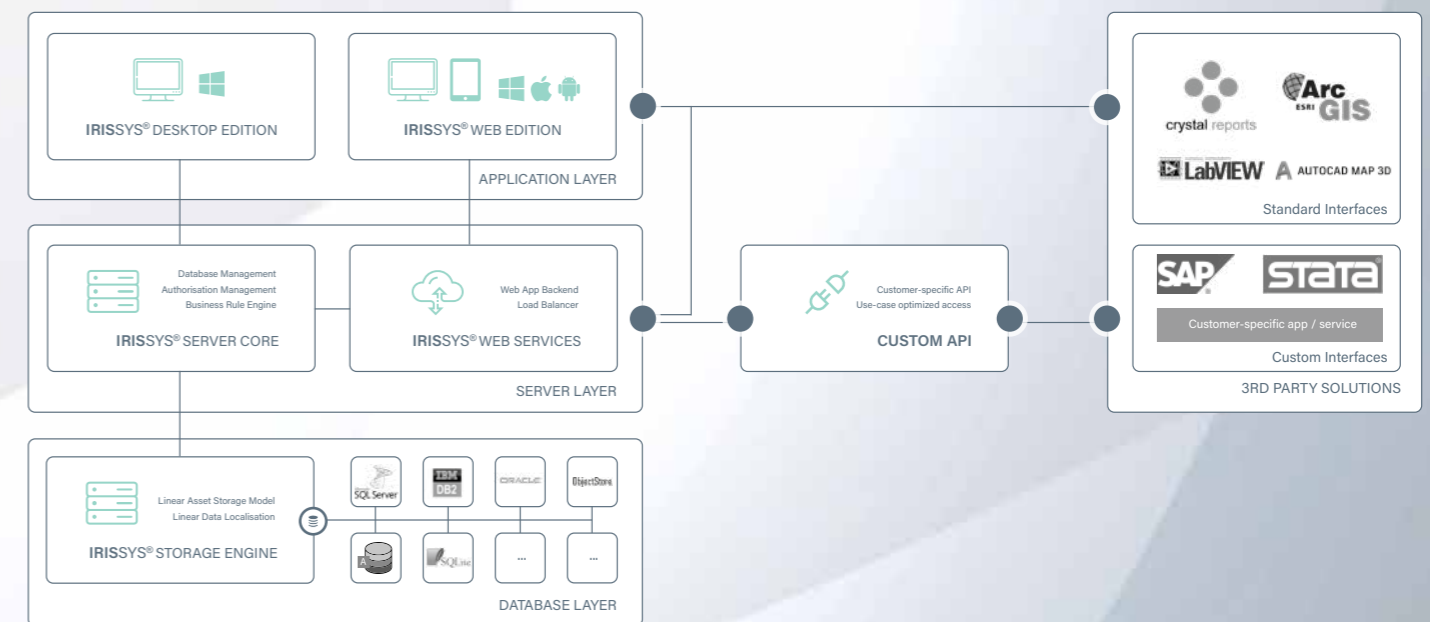 IRISSYS® DESKTOP EDITION
IRISSYS® WEB EDITION
APPLICATION LAYER
Database Management
Authorisation Management
Business Rule Engine
IRISSYS® SERVER CORE
Web App Backend
Load Balancer
IRISSYS® WEB SERVICES
SERVER LAYER
Linear Asset Storage Model
Linear Data Localisation
IRISSYS® STORAGE ENGINE
SQL Server
IBM
DB2
ORACLE
ObjectStore
A
SQLite
...
...
DATABASE LAYER
Customer-specific API
Use-case optimized access
CUSTOM API
crystal reports
Arc
ESRI GIS
LabVIEW
AUTOCAD MAP 3D
Standard Interfaces
SAP
STATA
Customer-specific app / service
Custom Interfaces
3RD PARTY SOLUTIONS